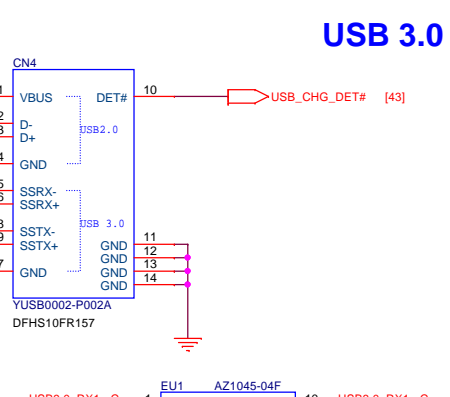 USB 3.0
CN4
1 VBUS DET# 10 USB_CHG_DET# [43]
2 D- USB2.0
3 D+
4 GND
5 SSRX-
6 SSRX+
8 SSTX- USB 3.0
9 SSTX+ GND 11
GND 12
7 GND GND 13
GND 14
YUSB0002-P002A
DFHS10FR157
EU1 AZ1045-04F